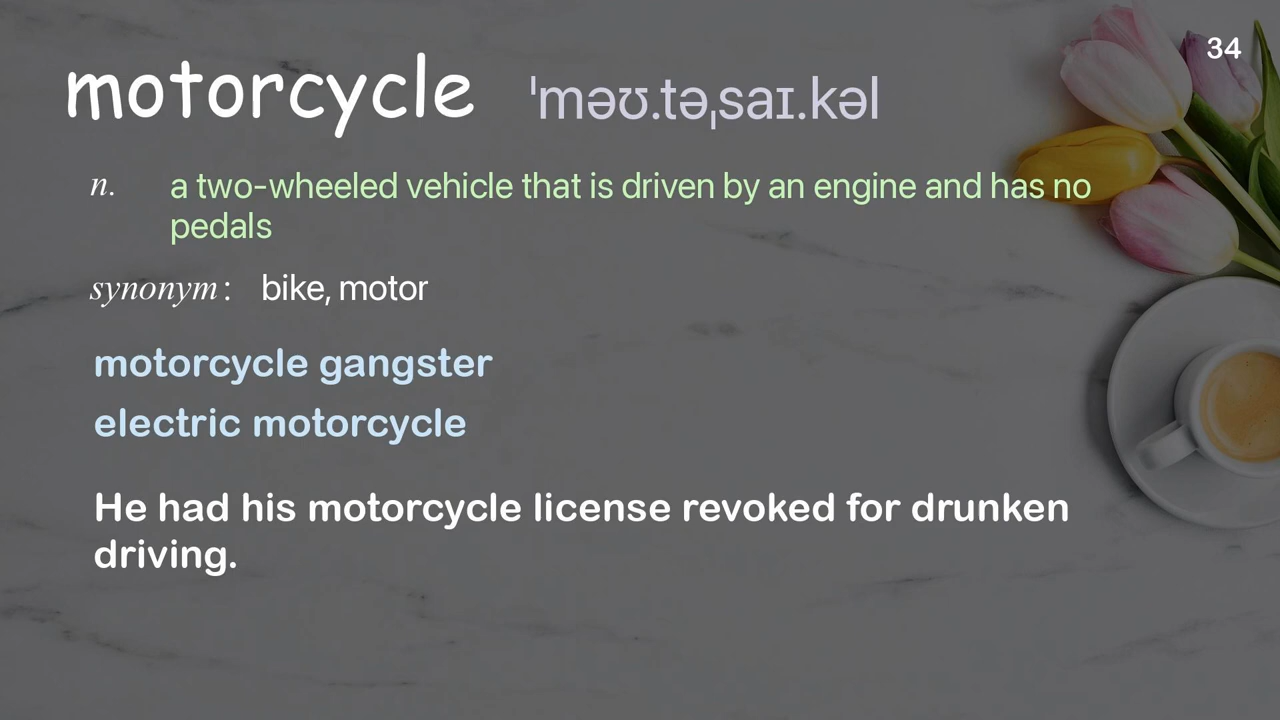 34
motorcycle ˈməʊ.təˌsaɪ.kəl
n. a two-wheeled vehicle that is driven by an engine and has no
pedals
synonym: bike, motor
motorcycle gangster
electric motorcycle
He had his motorcycle license revoked for drunken
driving.